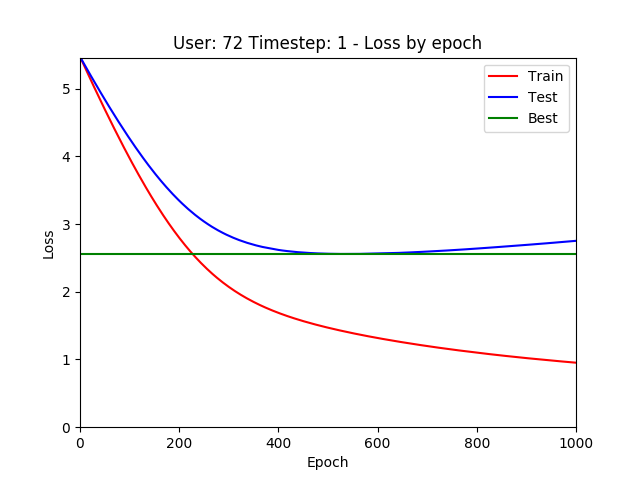 User: 72 Timestep: 1 - Loss by epoch
Train
Test
Best
Loss
5
4
3
2
1
0
0 200 400 600 800 1000
Epoch